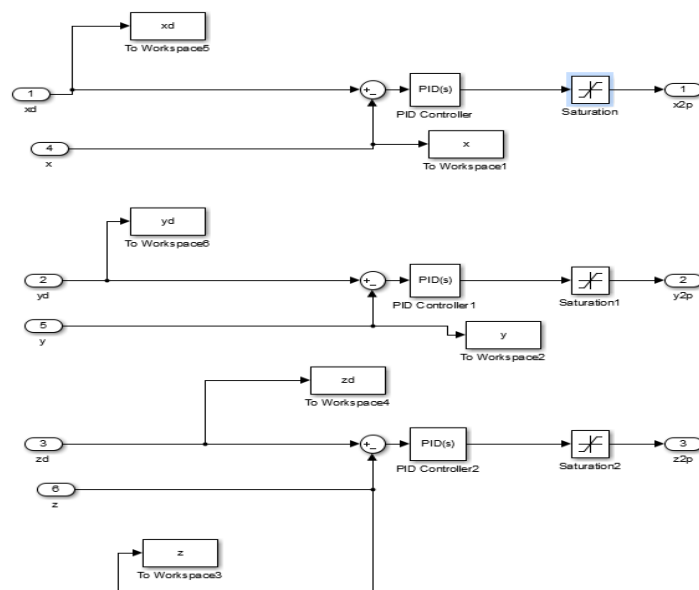 xd
To Workspace5
1
xd
+
-
PID(s)
PID Controller
Saturation
1
x2p
4
x
x
To Workspace1
yd
To Workspace6
2
yd
+
-
PID(s)
PID Controller1
Saturation1
2
y2p
5
y
y
To Workspace2
zd
To Workspace4
3
zd
+
-
PID(s)
PID Controller2
Saturation2
3
z2p
6
z
z
To Workspace3